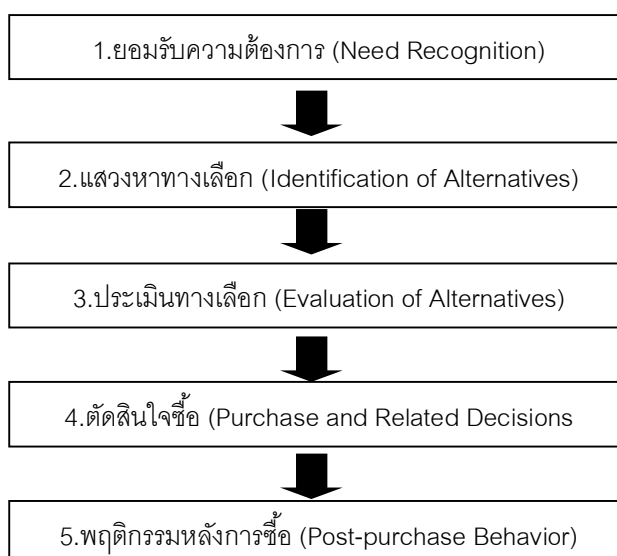 1.ยอมรับความต้องการ (Need Recognition)
2.แสวงหาทางเลือก (Identification of Alternatives)
3.ประเมินทางเลือก (Evaluation of Alternatives)
4.ตัดสินใจซื้อ (Purchase and Related Decisions
5.พฤติกรรมหลังการซื้อ (Post-purchase Behavior)